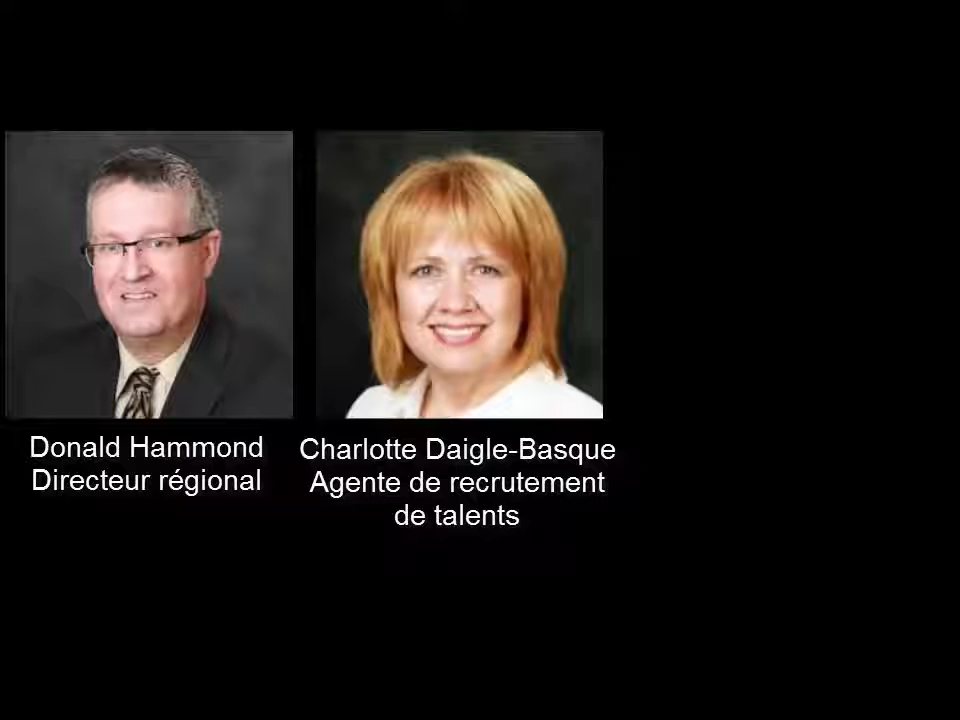 Donald Hammond
Directeur régional
Charlotte Daigle-Basque
Agente de recrutement
de talents